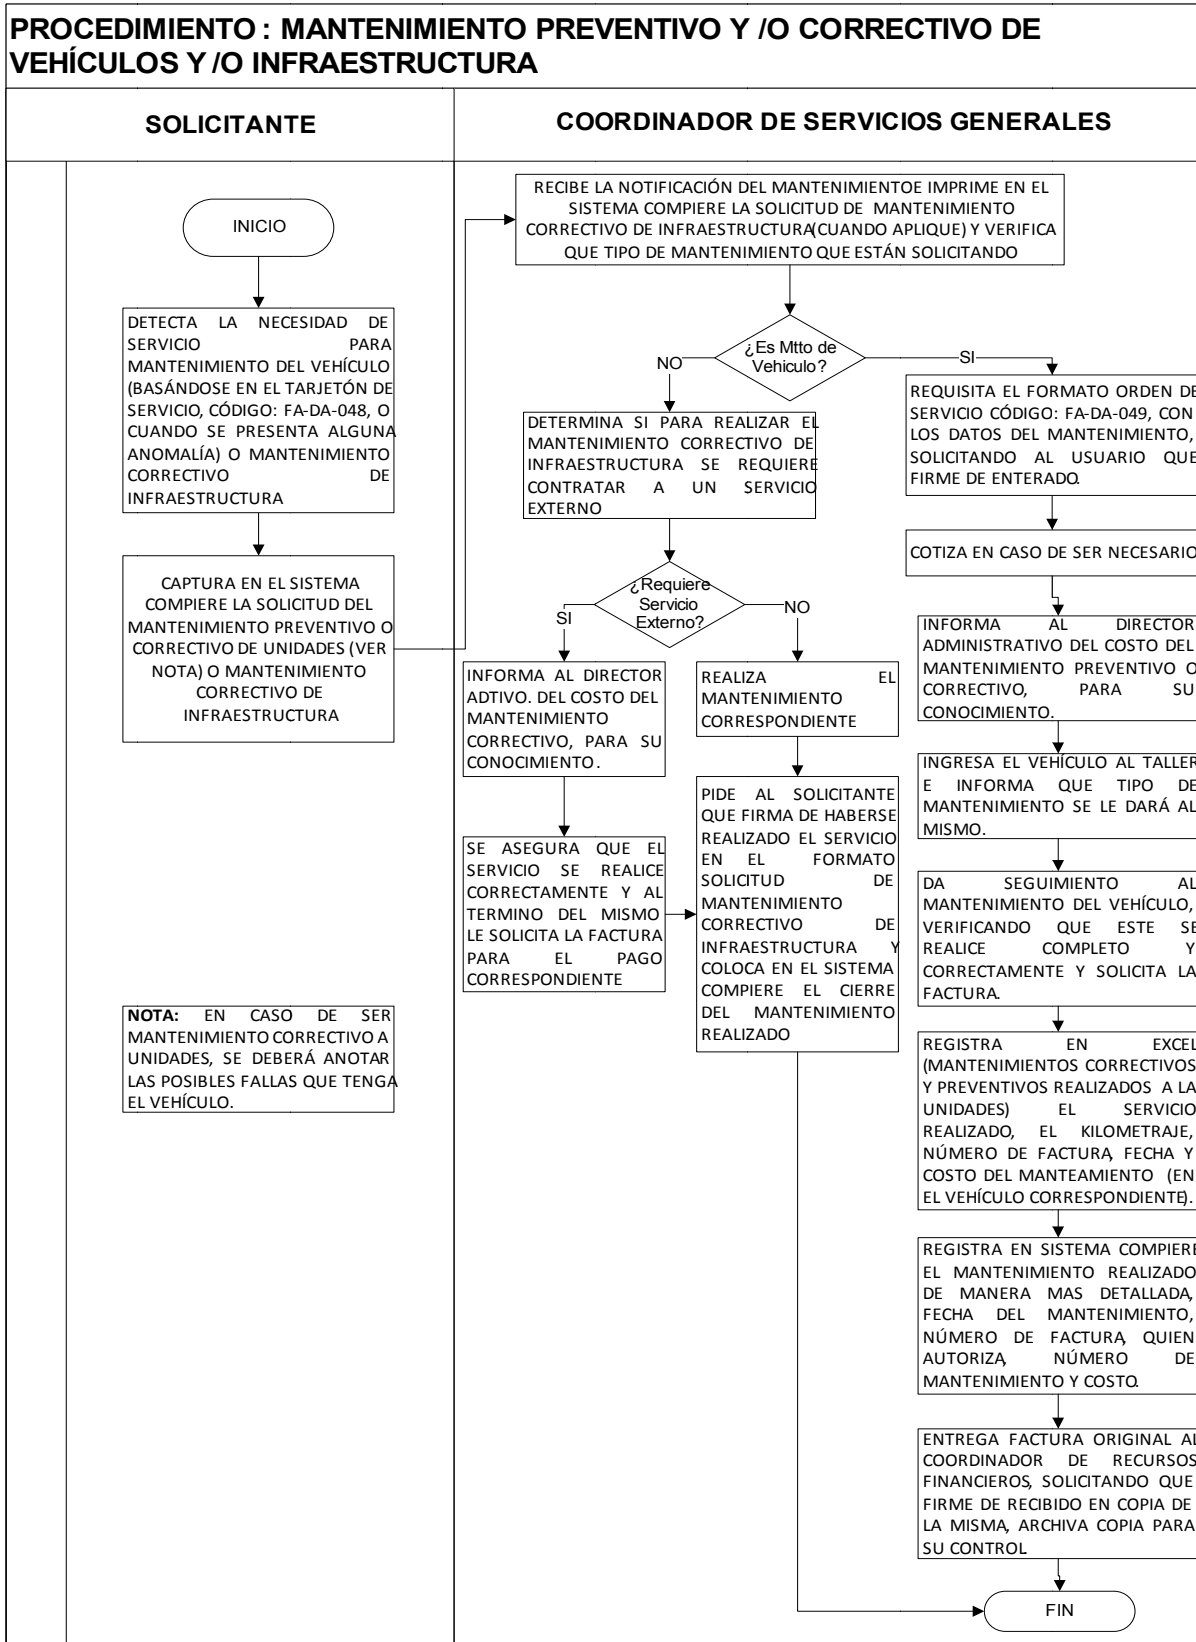 PROCEDIMIENTO : MANTENIMIENTO PREVENTIVO Y /O CORRECTIVO DE
VEHÍCULOS Y /O INFRAESTRUCTURA
SOLICITANTE
COORDINADOR DE SERVICIOS GENERALES
INICIO
DETECTA LA NECESIDAD DE
SERVICIO PARA
MANTENIMIENTO DEL VEHÍCULO
(BASÁNDOSE EN EL TARJETÓN DE
SERVICIO, CÓDIGO: FA-DA-048, O
CUANDO SE PRESENTA ALGUNA
ANOMALÍA) O MANTENIMIENTO
CORRECTIVO DE
INFRAESTRUCTURA
CAPTURA EN EL SISTEMA
COMPIERE LA SOLICITUD DEL
MANTENIMIENTO PREVENTIVO O
CORRECTIVO DE UNIDADES (VER
NOTA) O MANTENIMIENTO
CORRECTIVO DE
INFRAESTRUCTURA
NOTA: EN CASO DE SER
MANTENIMIENTO CORRECTIVO A
UNIDADES, SE DEBERÁ ANOTAR
LAS POSIBLES FALLAS QUE TENGA
EL VEHÍCULO.
RECIBE LA NOTIFICACIÓN DEL MANTENIMIENTOE IMPRIME EN EL
SISTEMA COMPIERE LA SOLICITUD DE MANTENIMIENTO
CORRECTIVO DE INFRAESTRUCTURA(CUANDO APLIQUE) Y VERIFICA
QUE TIPO DE MANTENIMIENTO QUE ESTÁN SOLICITANDO
¿Es Mtto de
Vehiculo?
NO
SI
DETERMINA SI PARA REALIZAR EL
MANTENIMIENTO CORRECTIVO DE
INFRAESTRUCTURA SE REQUIERE
CONTRATAR A UN SERVICIO
EXTERNO
¿Requiere
Servicio
Externo?
SI
NO
INFORMA AL DIRECTOR
ADTIVO. DEL COSTO DEL
MANTENIMIENTO
CORRECTIVO, PARA SU
CONOCIMIENTO.
SE ASEGURA QUE EL
SERVICIO SE REALICE
CORRECTAMENTE Y AL
TERMINO DEL MISMO
LE SOLICITA LA FACTURA
PARA EL PAGO
CORRESPONDIENTE
REALIZA EL
MANTENIMIENTO
CORRESPONDIENTE
PIDE AL SOLICITANTE
QUE FIRMA DE HABERSE
REALIZADO EL SERVICIO
EN EL FORMATO
SOLICITUD DE
MANTENIMIENTO
CORRECTIVO DE
INFRAESTRUCTURA Y
COLOCA EN EL SISTEMA
COMPIERE EL CIERRE
DEL MANTENIMIENTO
REALIZADO
REQUISITA EL FORMATO ORDEN DE
SERVICIO CÓDIGO: FA-DA-049, CON
LOS DATOS DEL MANTENIMIENTO,
SOLICITANDO AL USUARIO QUE
FIRME DE ENTERADO.
COTIZA EN CASO DE SER NECESARIO
INFORMA AL DIRECTOR
ADMINISTRATIVO DEL COSTO DEL
MANTENIMIENTO PREVENTIVO O
CORRECTIVO, PARA SU
CONOCIMIENTO.
INGRESA EL VEHÍCULO AL TALLER
E INFORMA QUE TIPO DE
MANTENIMIENTO SE LE DARÁ AL
MISMO.
DA SEGUIMIENTO AL
MANTENIMIENTO DEL VEHÍCULO,
VERIFICANDO QUE ESTE SE
REALICE COMPLETO Y
CORRECTAMENTE Y SOLICITA LA
FACTURA.
REGISTRA EN EXCEL
(MANTENIMIENTOS CORRECTIVOS
Y PREVENTIVOS REALIZADOS A LA
UNIDADES) EL SERVICIO
REALIZADO, EL KILOMETRAJE,
NÚMERO DE FACTURA, FECHA Y
COSTO DEL MANTEAMIENTO (EN
EL VEHÍCULO CORRESPONDIENTE).
REGISTRA EN SISTEMA COMPIERE
EL MANTENIMIENTO REALIZADO
DE MANERA MAS DETALLADA,
FECHA DEL MANTENIMIENTO,
NÚMERO DE FACTURA, QUIEN
AUTORIZA, NÚMERO DE
MANTENIMIENTO Y COSTO.
ENTREGA FACTURA ORIGINAL AL
COORDINADOR DE RECURSOS
FINANCIEROS, SOLICITANDO QUE
FIRME DE RECIBIDO EN COPIA DE
LA MISMA, ARCHIVA COPIA PARA
SU CONTROL
FIN